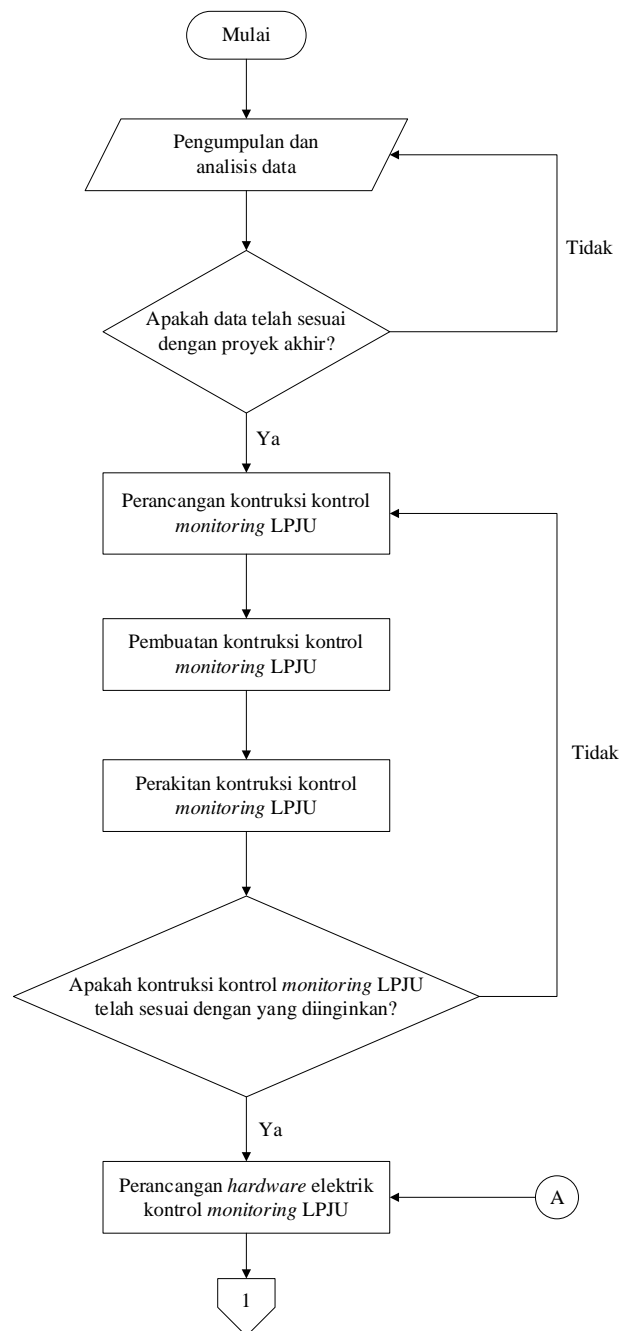 Mulai
Pengumpulan dan
analisis data
Tidak
Apakah data telah sesuai
dengan proyek akhir?
Ya
Perancangan kontruksi kontrol
monitoring LPJU
Pembuatan kontruksi kontrol
monitoring LPJU
Tidak
Perakitan kontruksi kontrol
monitoring LPJU
Apakah kontruksi kontrol monitoring LPJU
telah sesuai dengan yang diinginkan?
Ya
Perancangan hardware elektrik
kontrol monitoring LPJU
A
1